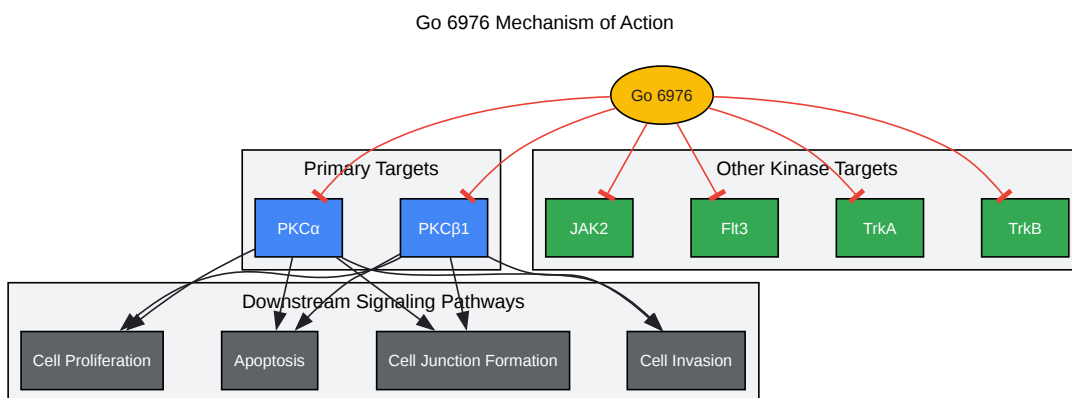 Go 6976 Mechanism of Action
Go 6976
Primary Targets
Other Kinase Targets
PKCα
PKCβ1
JAK2
Flt3
TrkA
TrkB
Downstream Signaling Pathways
Cell Proliferation
Apoptosis
Cell Junction Formation
Cell Invasion